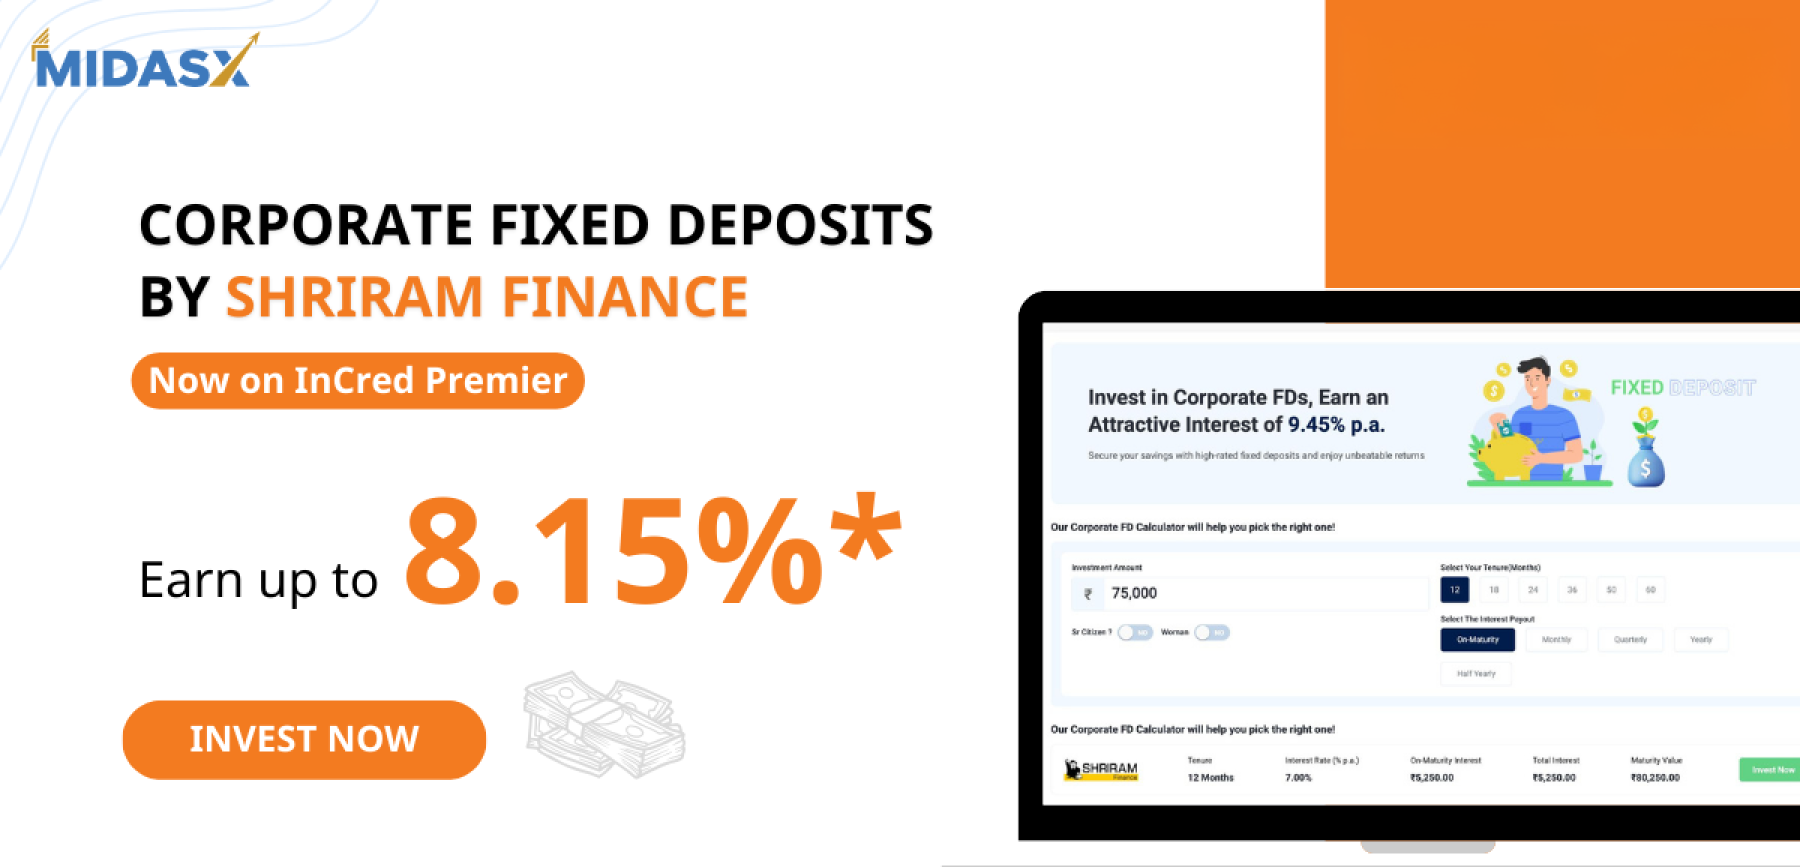 MIDASX
CORPORATE FIXED DEPOSITS
BY SHRIRAM FINANCE
Now on InCred Premier
Earn up to 8.15%*
INVEST NOW
Invest in Corporate FDs, Earn an
Attractive Interest of 9.45% p.a.
Secure your savings with high-rated fixed deposits and enjoy unbeatable returns
FIXED DEPOSIT
Our Corporate FD Calculator will help you pick the right one!
Investment Amount
₹ 75,000
Sr Citizen ? NO Woman NO
Select Your Tenure(Months)
12 18 24 36 50 60
Select The Interest Payout
On-Maturity Monthly Quarterly Yearly
Half Yearly
Our Corporate FD Calculator will help you pick the right one!
SHRIRAM
Finance
Tenure Interest Rate (% p.a.) On-Maturity Interest Total Interest Maturity Value
12 Months 7.00% ₹5,250.00 ₹5,250.00 ₹80,250.00
Invest Now